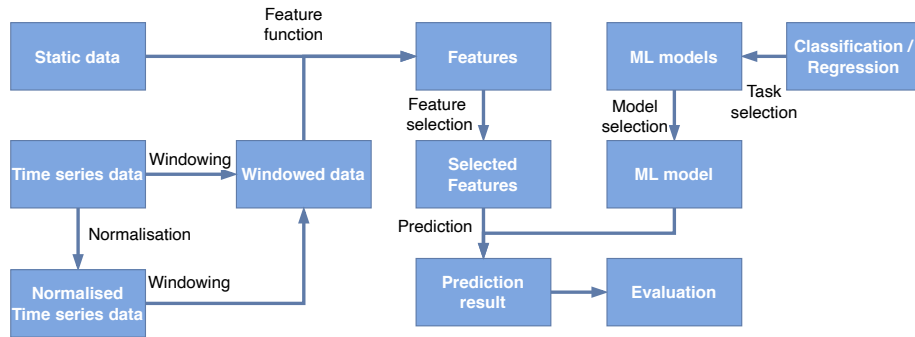 Feature
function
Static data
Features
ML models
Classification /
Regression
Feature
selection
Model
selection
Task
selection
Time series data
Windowing
Windowed data
Selected
Features
ML model
Normalisation
Prediction
Normalised
Time series data
Windowing
Prediction
result
Evaluation